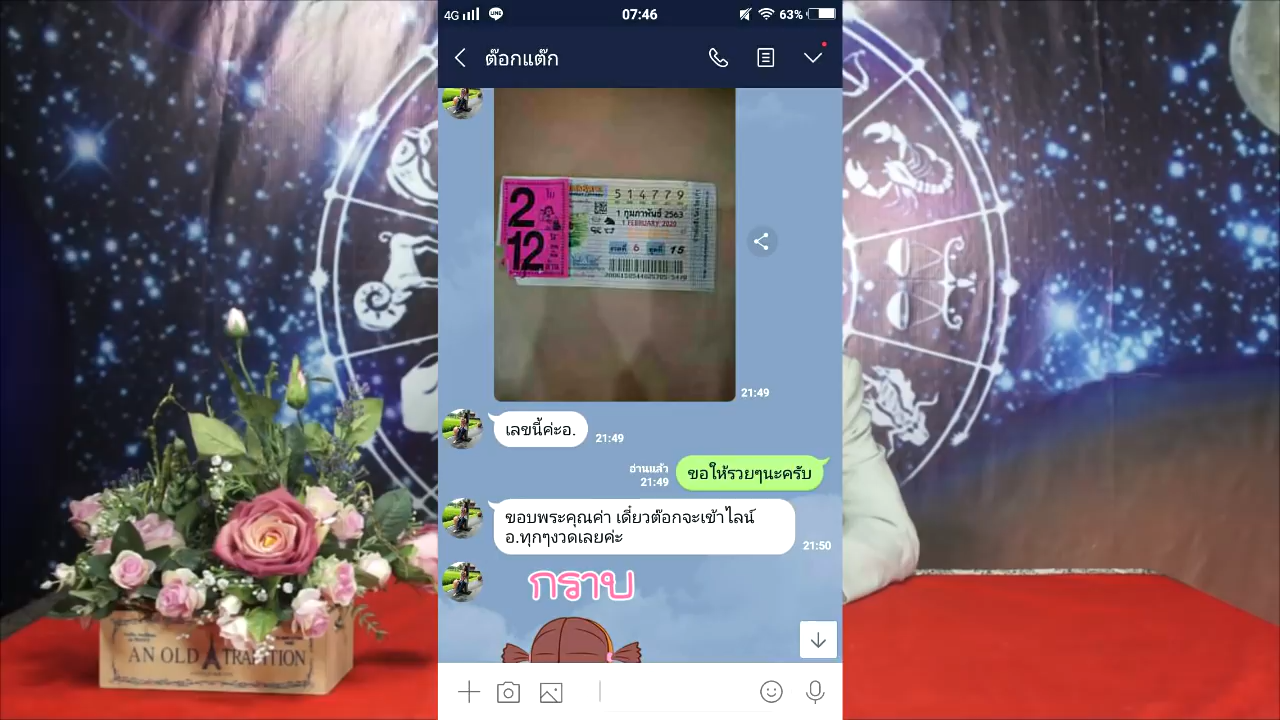 4G
07:46
63%
ต๊อกแต๊ก
2
12
514779
1 กุมภาพันธ์ 2563
1 FEBRUARY, 2020
6
15
21:49
เลขนี้ค่ะอ.
21:49
อ่านแล้ว
21:49
ขอให้รวยๆนะครับ
ขอบพระคุณค่า เดี๋ยวต๊อกจะเข้าไลน์
อ.ทุกๆงวดเลยค่ะ
21:50
กราบ
AN OLD TRADITION